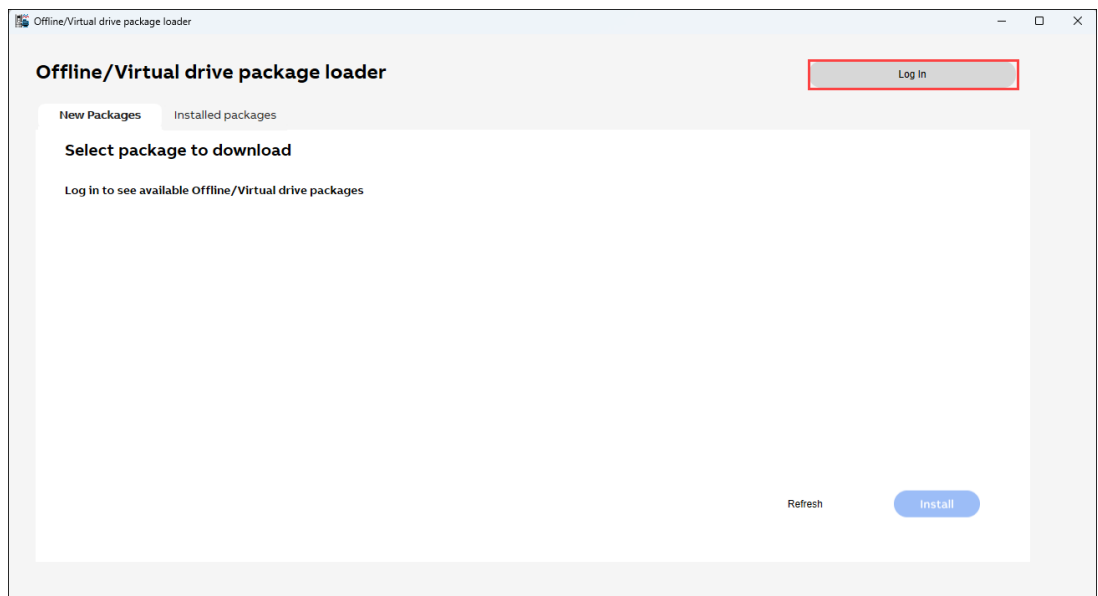 Offline/Virtual drive package loader
Offline/Virtual drive package loader
Log In
New Packages
Installed packages
Select package to download
Log in to see available Offline/Virtual drive packages
Refresh
Install